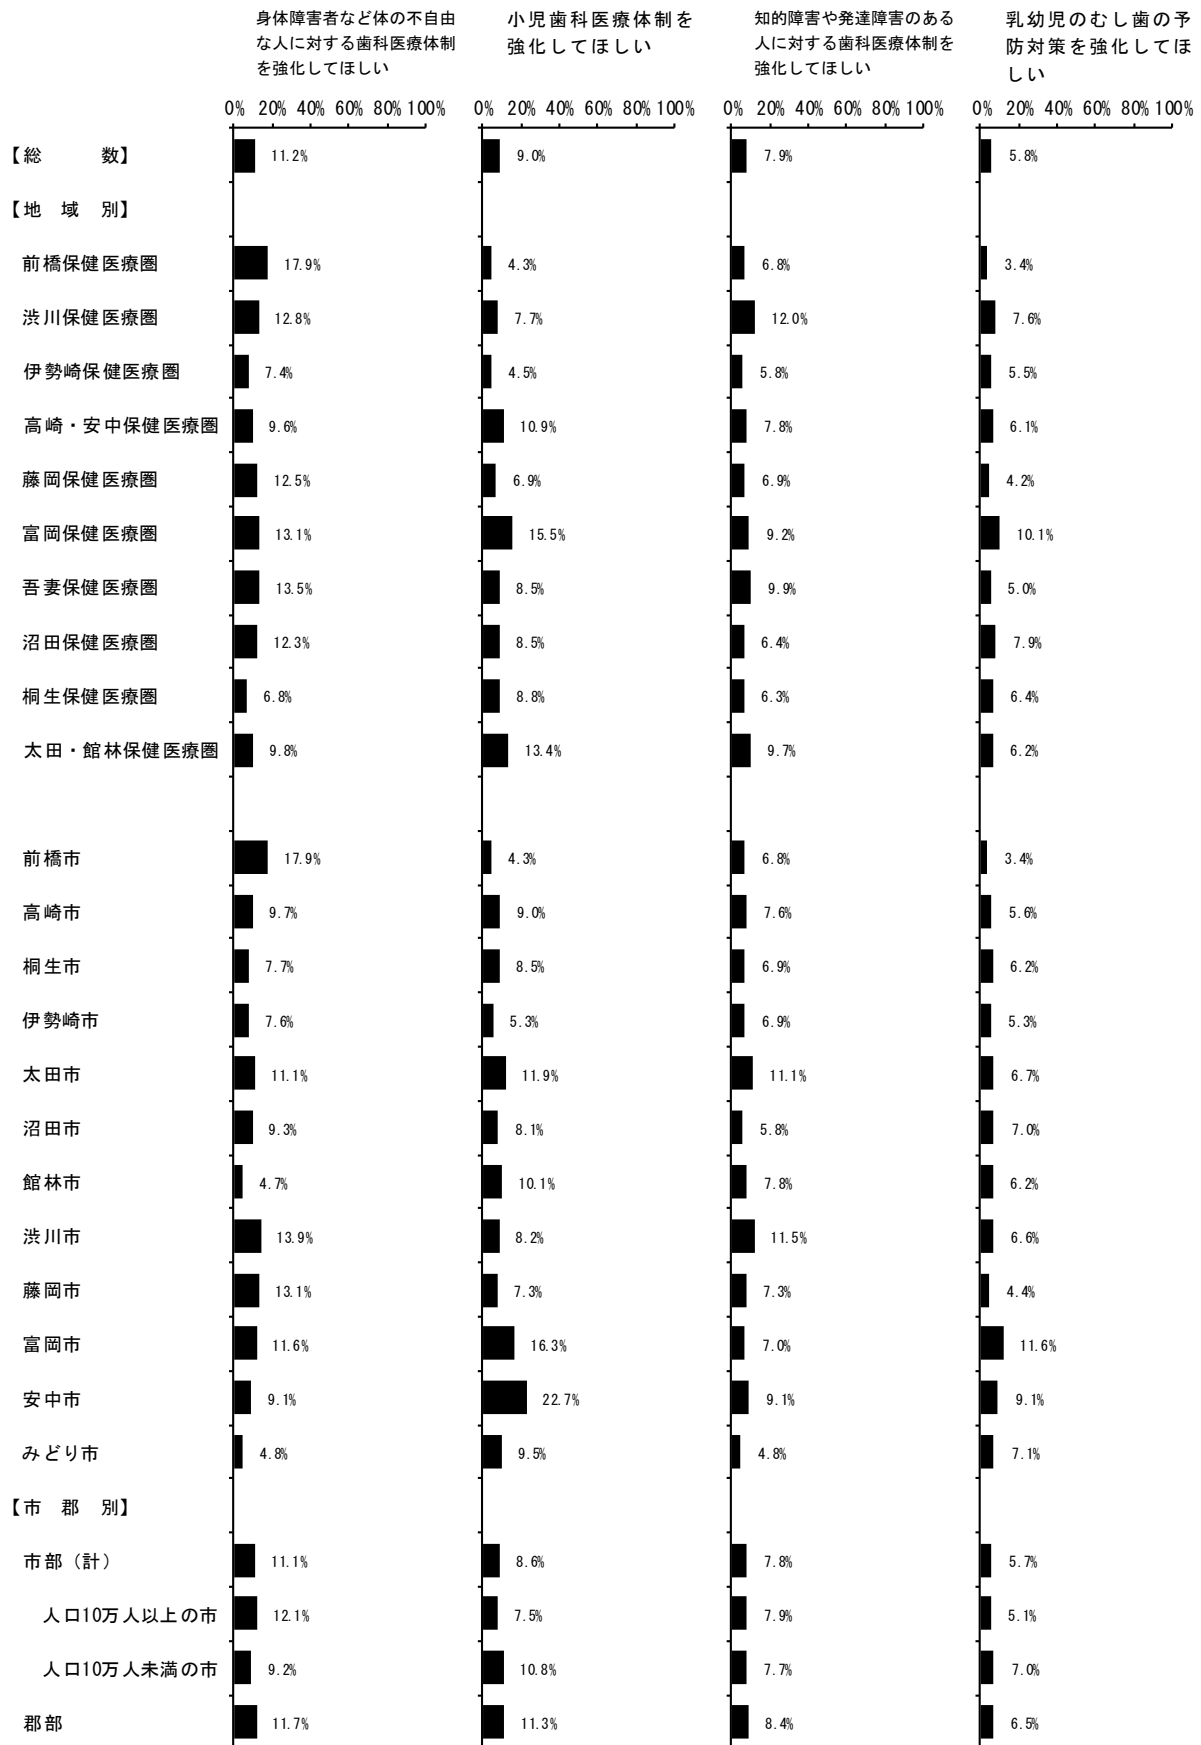 身体障害者など体の不自由
な人に対する歯科医療体制
を強化してほしい
小児歯科医療体制を
強化してほしい
知的障害や発達障害のある
人に対する歯科医療体制を
強化してほしい
乳幼児のむし歯の予
防対策を強化してほ
しい
0% 20% 40% 60% 80% 100% 0% 20% 40% 60% 80% 100% 0% 20% 40% 60% 80% 100% 0% 20% 40% 60% 80% 100%
【総 数】 11.2% 9.0% 7.9% 5.8%
【地 域 別】
前橋保健医療圏 17.9% 4.3% 6.8% 3.4%
渋川保健医療圏 12.8% 7.7% 12.0% 7.6%
伊勢崎保健医療圏 7.4% 4.5% 5.8% 5.5%
高崎・安中保健医療圏 9.6% 10.9% 7.8% 6.1%
藤岡保健医療圏 12.5% 6.9% 6.9% 4.2%
富岡保健医療圏 13.1% 15.5% 9.2% 10.1%
吾妻保健医療圏 13.5% 8.5% 9.9% 5.0%
沼田保健医療圏 12.3% 8.5% 6.4% 7.9%
桐生保健医療圏 6.8% 8.8% 6.3% 6.4%
太田・館林保健医療圏 9.8% 13.4% 9.7% 6.2%
前橋市 17.9% 4.3% 6.8% 3.4%
高崎市 9.7% 9.0% 7.6% 5.6%
桐生市 7.7% 8.5% 6.9% 6.2%
伊勢崎市 7.6% 5.3% 6.9% 5.3%
太田市 11.1% 11.9% 11.1% 6.7%
沼田市 9.3% 8.1% 5.8% 7.0%
館林市 4.7% 10.1% 7.8% 6.2%
渋川市 13.9% 8.2% 11.5% 6.6%
藤岡市 13.1% 7.3% 7.3% 4.4%
富岡市 11.6% 16.3% 7.0% 11.6%
安中市 9.1% 22.7% 9.1% 9.1%
みどり市 4.8% 9.5% 4.8% 7.1%
【市 郡 別】
市部（計） 11.1% 8.6% 7.8% 5.7%
人口10万人以上の市 12.1% 7.5% 7.9% 5.1%
人口10万人未満の市 9.2% 10.8% 7.7% 7.0%
郡部 11.7% 11.3% 8.4% 6.5%